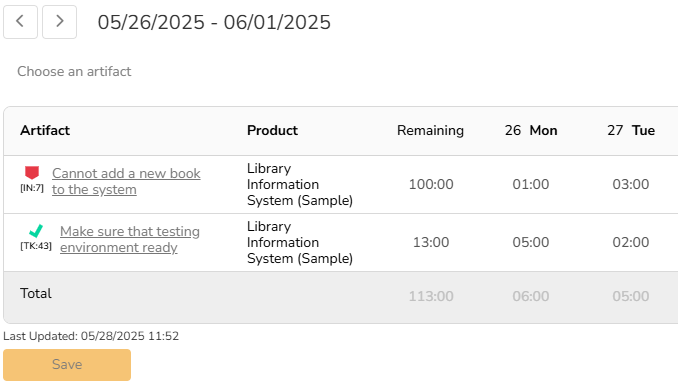 05/26/2025 - 06/01/2025
Choose an artifact
Artifact Product Remaining 26 Mon 27 Tue
[IN:7] Cannot add a new book to the system Library Information System (Sample) 100:00 01:00 03:00
[TK:43] Make sure that testing environment ready Library Information System (Sample) 13:00 05:00 02:00
Total 113:00 06:00 05:00
Last Updated: 05/28/2025 11:52
Save